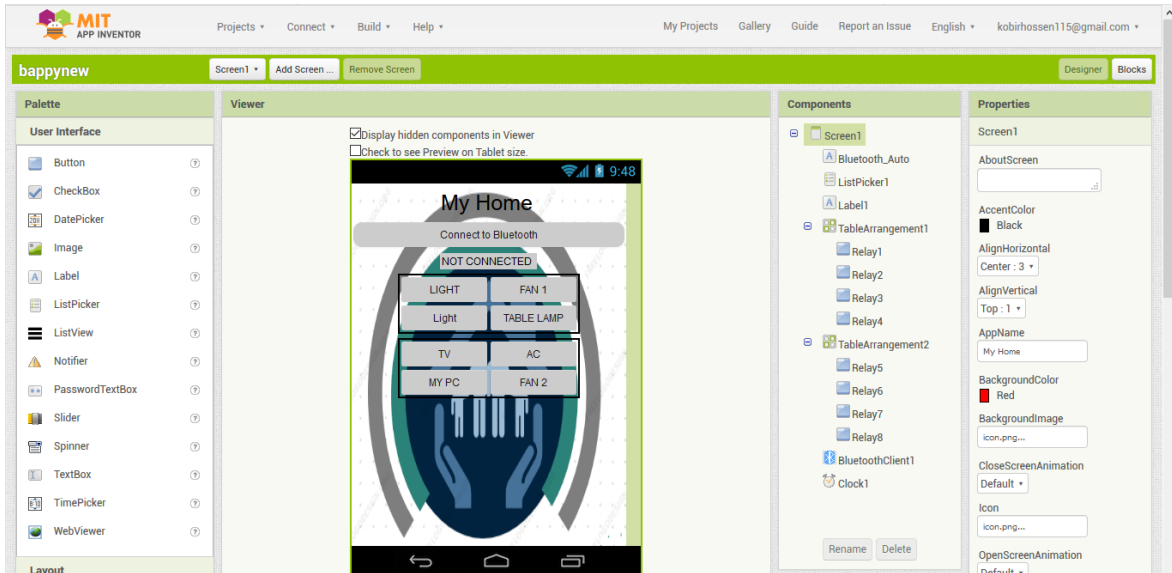 MIT
APP INVENTOR
Projects Connect Build Help
My Projects Gallery Guide Report an Issue English kobirhossen115@gmail.com
bappynew
Screen1 Add Screen ... Remove Screen
Designer Blocks
Palette
User Interface
Button
CheckBox
DatePicker
Image
Label
ListPicker
ListView
Notifier
PasswordTextBox
Slider
Spinner
TextBox
TimePicker
WebViewer
Layout
Viewer
Display hidden components in Viewer
Check to see Preview on Tablet size.
9:48
My Home
Connect to Bluetooth
NOT CONNECTED
LIGHT FAN 1
Light TABLE LAMP
TV AC
MY PC FAN 2
Components
Screen1
Bluetooth_Auto
ListPicker1
Label1
TableArrangement1
Relay1
Relay2
Relay3
Relay4
TableArrangement2
Relay5
Relay6
Relay7
Relay8
BluetoothClient1
Clock1
Rename Delete
Properties
Screen1
AboutScreen
AccentColor
Black
AlignHorizontal
Center : 3
AlignVertical
Top : 1
AppName
My Home
BackgroundColor
Red
BackgroundImage
icon.png...
CloseScreenAnimation
Default
Icon
icon.png...
OpenScreenAnimation
Default